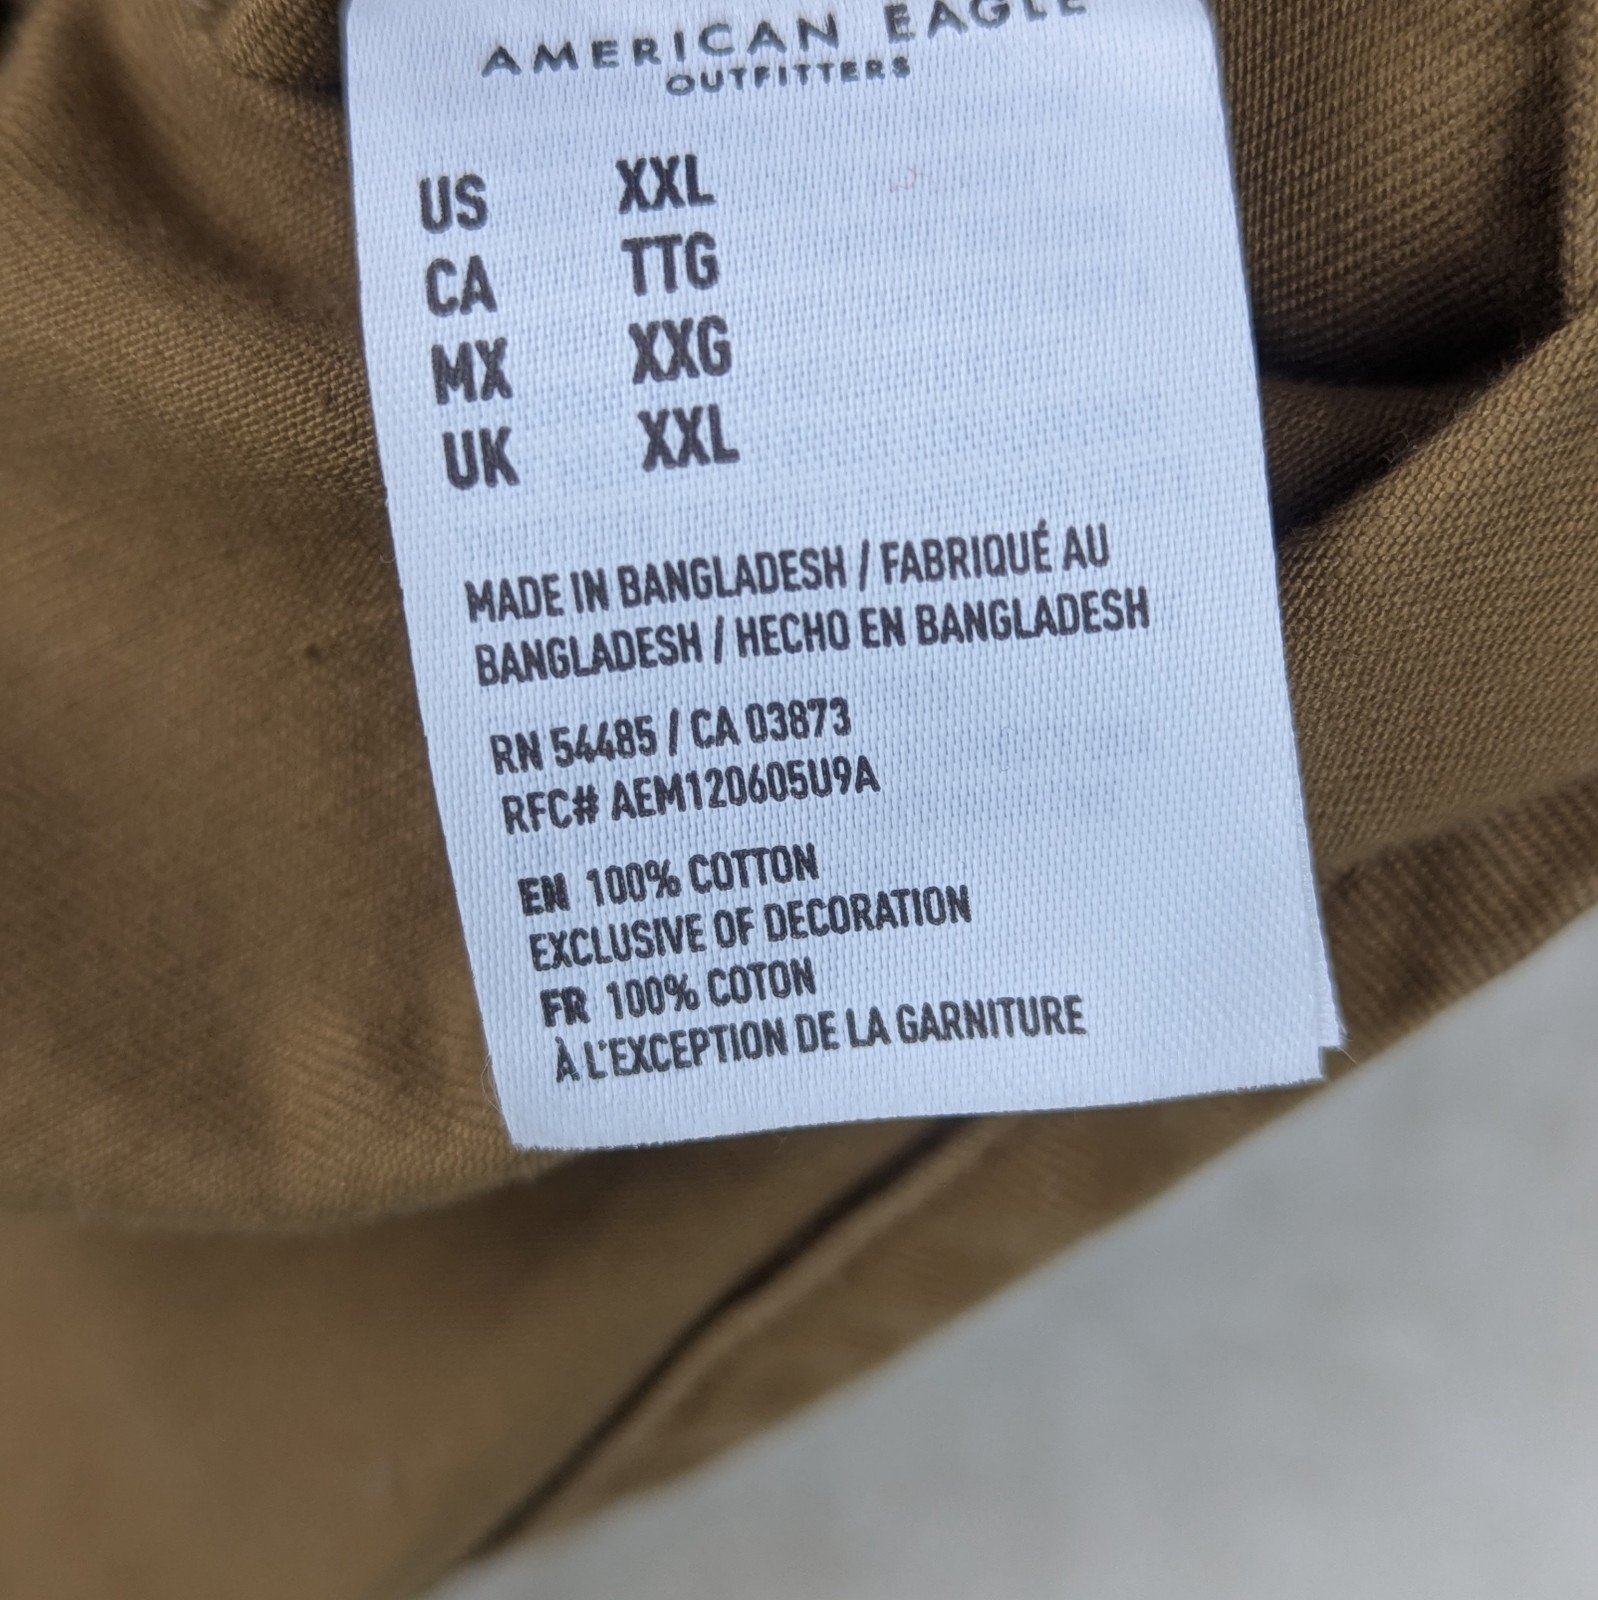 AMERICAN EAGLE
OUTFITTERS
US XXL
CA TTG
MX XXG
UK XXL
MADE IN BANGLADESH / FABRIQUÉ AU
BANGLADESH / HECHO EN BANGLADESH
RN 54485 / CA 03873
RFC# AEM120605U9A
EN 100% COTTON
EXCLUSIVE OF DECORATION
FR 100% COTON
À L'EXCEPTION DE LA GARNITURE